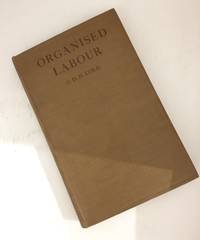 ORGANISED
LABOUR
G. D. H. COLE